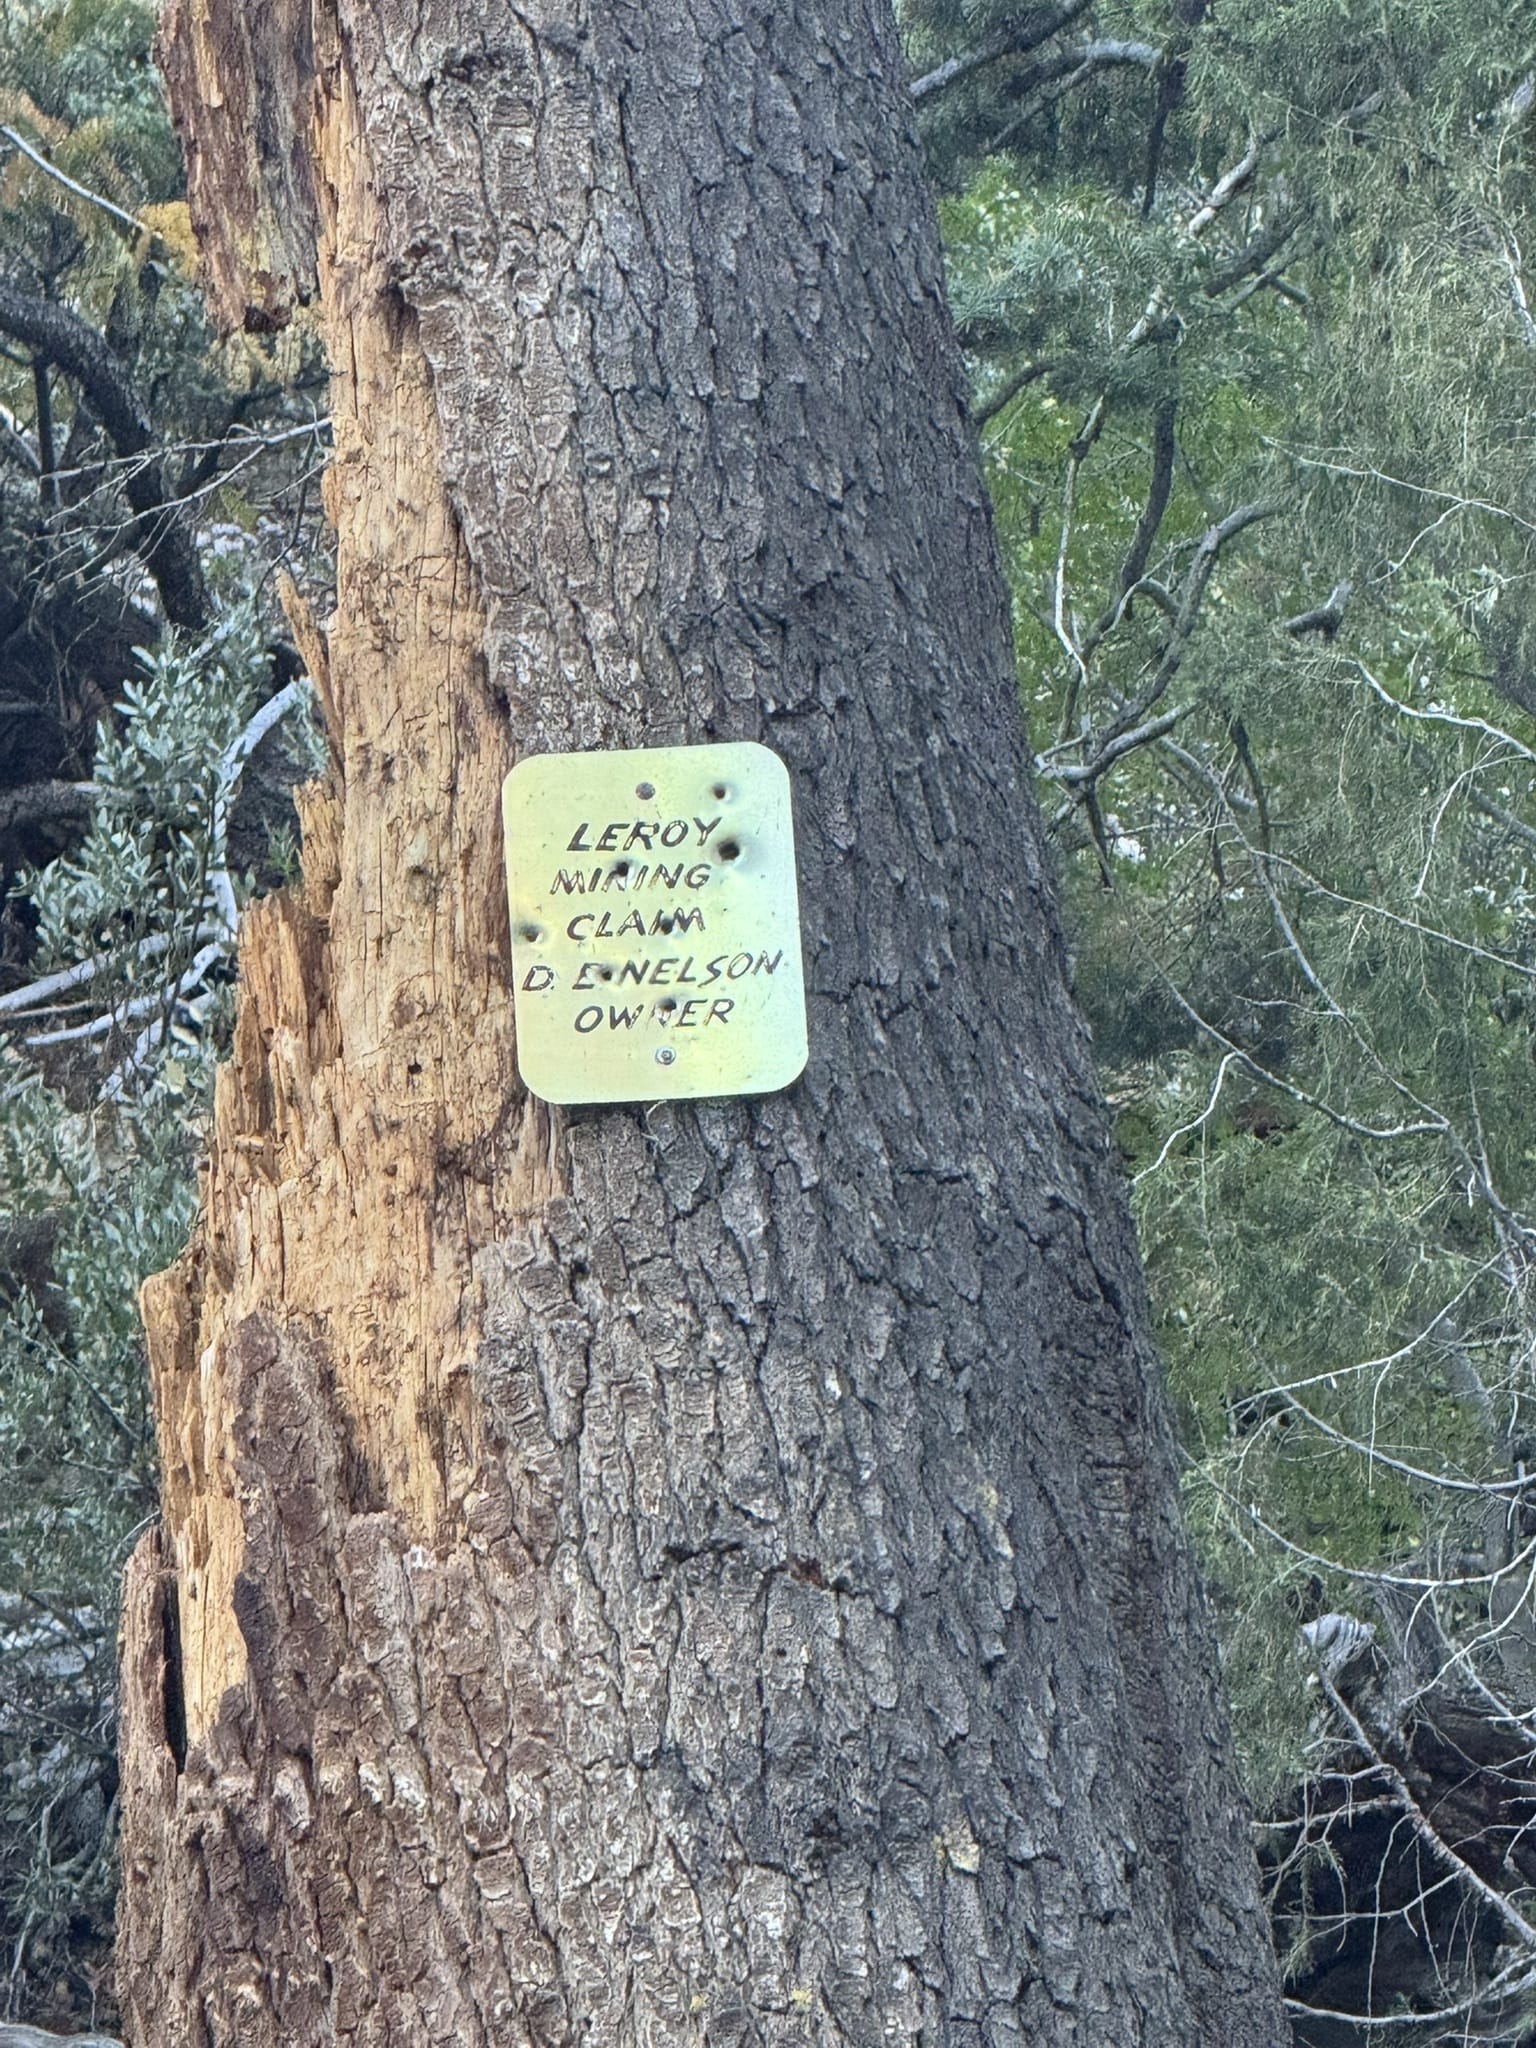 LEROY
MINING
CLAIM
D. E. NELSON
OWNER